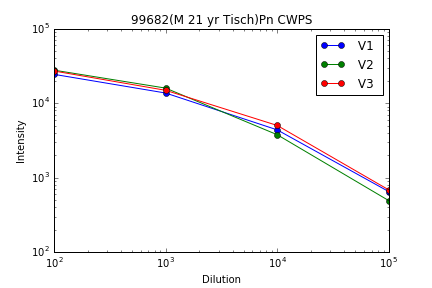 99682(M 21 yr Tisch)Pn CWPS
10^5
10^4
10^3
10^2
Intensity
V1
V2
V3
10^2 10^3 10^4 10^5
Dilution